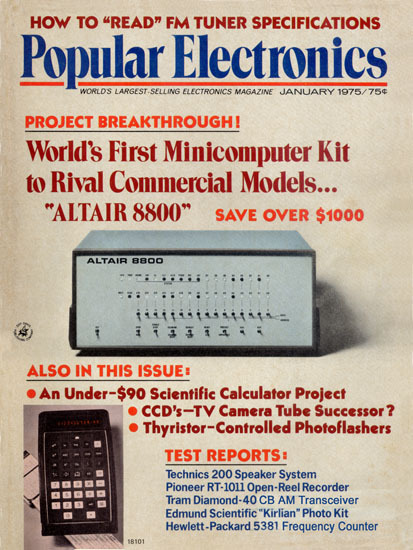 HOW TO “READ” FM TUNER SPECIFICATIONS
Popular Electronics
WORLD'S LARGEST-SELLING ELECTRONICS MAGAZINE JANUARY 1975/75¢
PROJECT BREAKTHROUGH!
World's First Minicomputer Kit
to Rival Commercial Models...
"ALTAIR 8800" SAVE OVER $1000
ALTAIR 8800
ALSO IN THIS ISSUE:
● An Under-$90 Scientific Calculator Project
● CCD's—TV Camera Tube Successor?
● Thyristor-Controlled Photoflashers
TEST REPORTS:
Technics 200 Speaker System
Pioneer RT-1011 Open-Reel Recorder
Tram Diamond-40 CB AM Transceiver
Edmund Scientific "Kirlian" Photo Kit
Hewlett-Packard 5381 Frequency Counter
18101